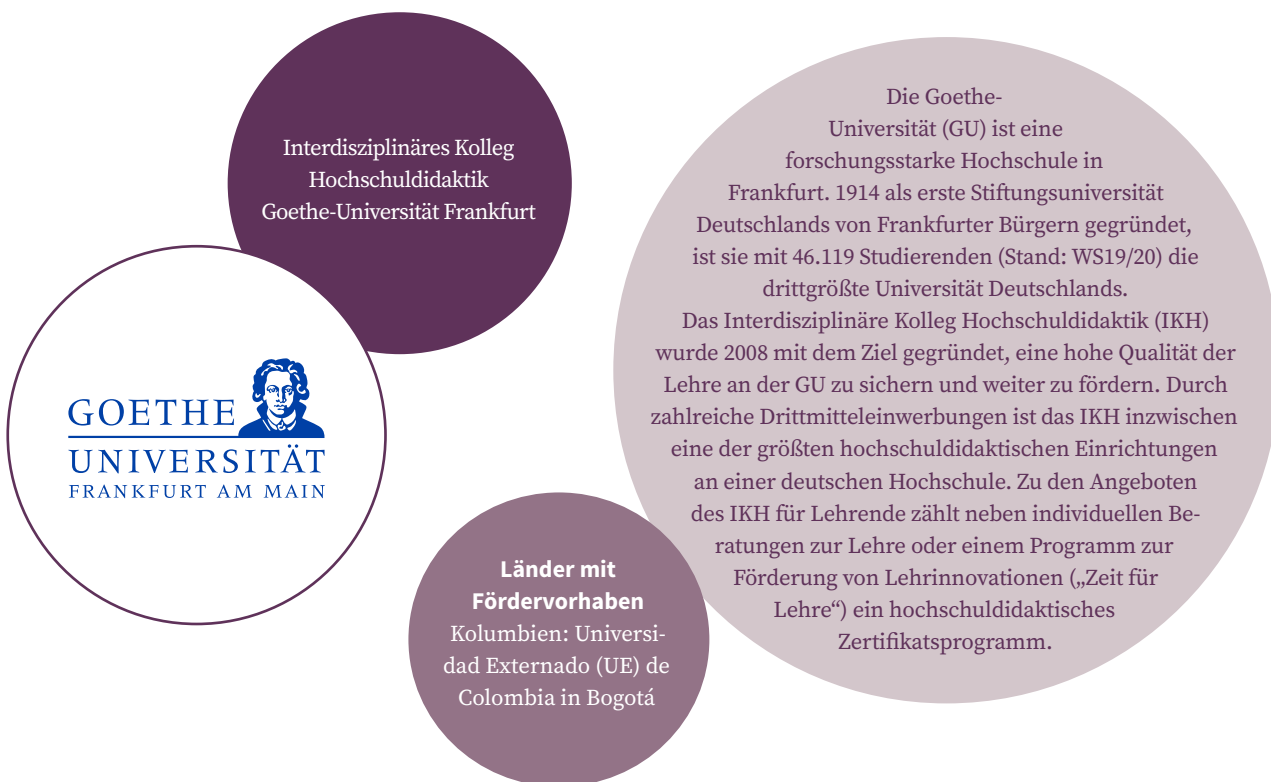 Interdisziplinäres Kolleg
Hochschuldidaktik
Goethe-Universität Frankfurt
GOETHE
UNIVERSITÄT
FRANKFURT AM MAIN
Länder mit
Fördervorhaben
Kolumbien: Universi-
dad Externado (UE) de
Colombia in Bogotá
Die Goethe-
Universität (GU) ist eine
forschungsstarke Hochschule in
Frankfurt. 1914 als erste Stiftungsuniversität
Deutschlands von Frankfurter Bürgern gegründet,
ist sie mit 46.119 Studierenden (Stand: WS19/20) die
drittgrößte Universität Deutschlands.
Das Interdisziplinäre Kolleg Hochschuldidaktik (IKH)
wurde 2008 mit dem Ziel gegründet, eine hohe Qualität der
Lehre an der GU zu sichern und weiter zu fördern. Durch
zahlreiche Drittmitteleinwerbungen ist das IKH inzwischen
eine der größten hochschuldidaktischen Einrichtungen
an einer deutschen Hochschule. Zu den Angeboten
des IKH für Lehrende zählt neben individuellen Be-
ratungen zur Lehre oder einem Programm zur
Förderung von Lehrinnovationen („Zeit für
Lehre“) ein hochschuldidaktisches
Zertifikatsprogramm.